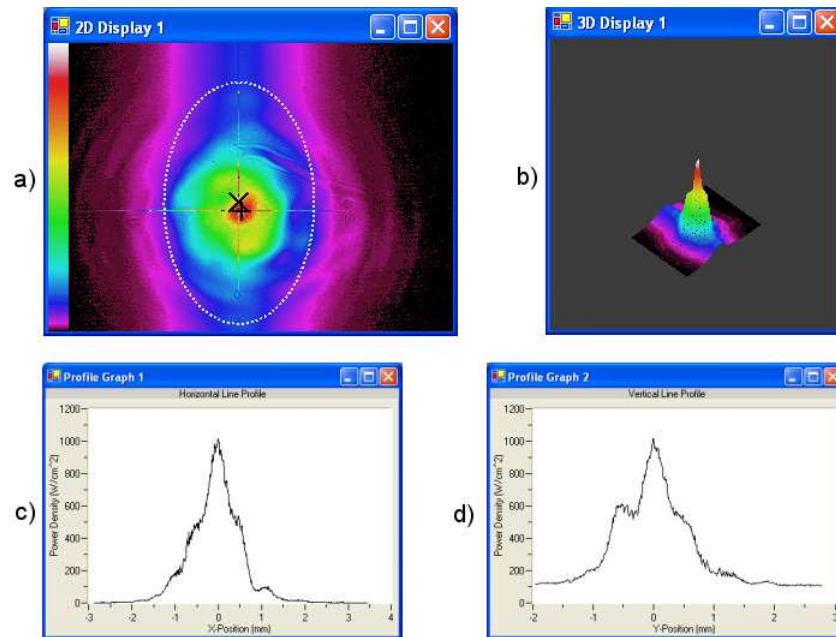 2D Display 1
3D Display 1
a)
b)
Profile Graph 1
Horizontal Line Profile
1200
1000
800
600
400
200
0
Power Density (W/cm^2)
c)
-3
-2
-1
0
1
2
3
4
X-Position (mm)
Profile Graph 2
Vertical Line Profile
1200
1000
800
600
400
200
0
Power Density (W/cm^2)
d)
-2
-1
0
1
2
Y-Position (mm)